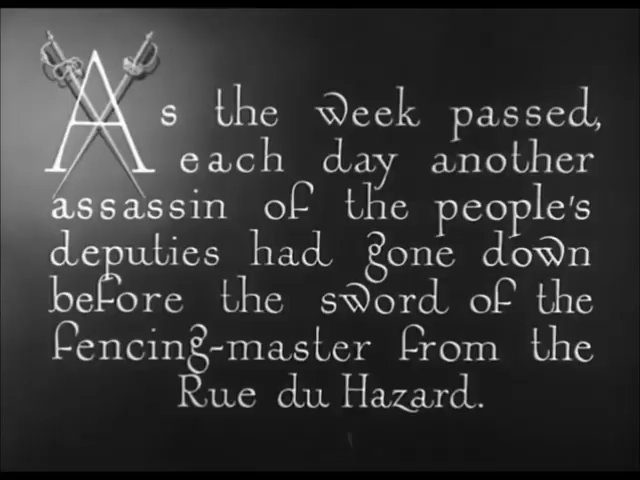 As the week passed,
each day another
assassin of the people's
deputies had gone down
before the sword of the
fencing-master from the
Rue du Hazard.